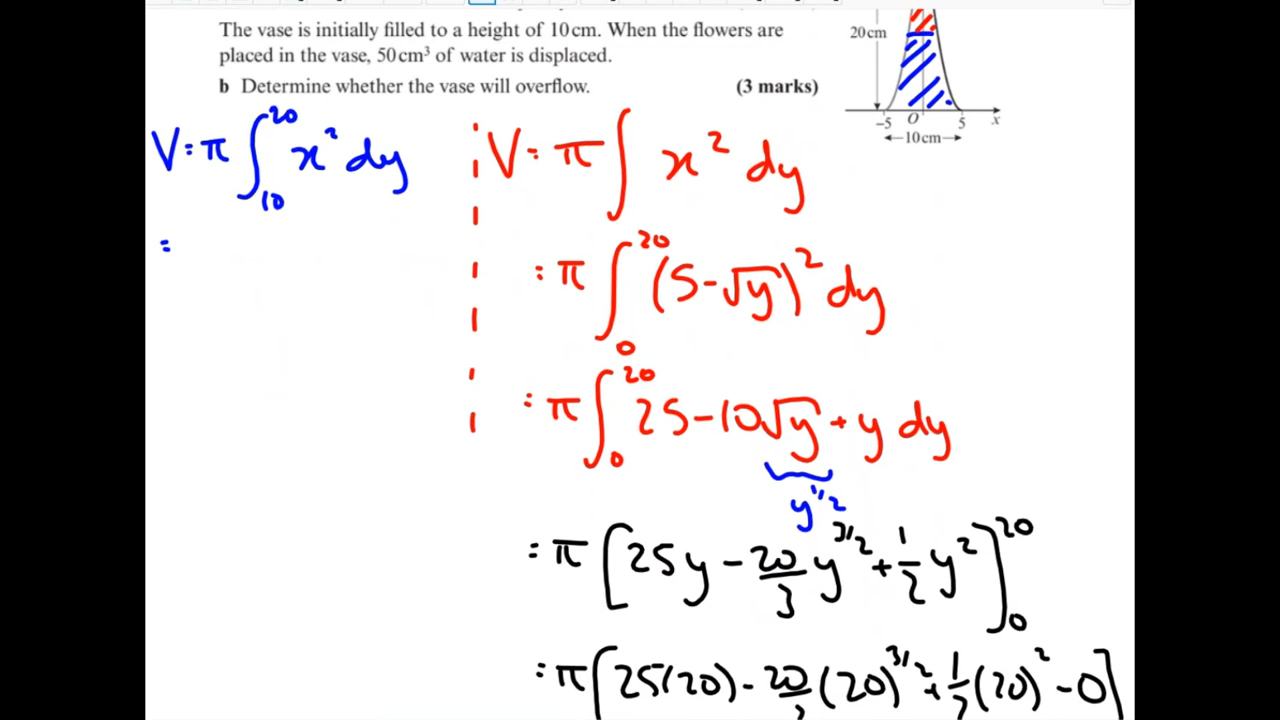 The vase is initially filled to a height of 10 cm. When the flowers are
placed in the vase, 50 cm³ of water is displaced.
b Determine whether the vase will overflow. (3 marks)
20 cm
-5 O 5 x
10 cm
V = π ∫₁₀²⁰ x² dy
=
V = π ∫ x² dy
= π ∫₀²⁰ (5 - √y)² dy
= π ∫₀²⁰ 25 - 10√y + y dy
y^1/2
= π [25y - 20/3 y^3/2 + 1/2 y²]₀²⁰
= π [25(20) - 20/3 (20)^3/2 + 1/2 (20)² - 0]